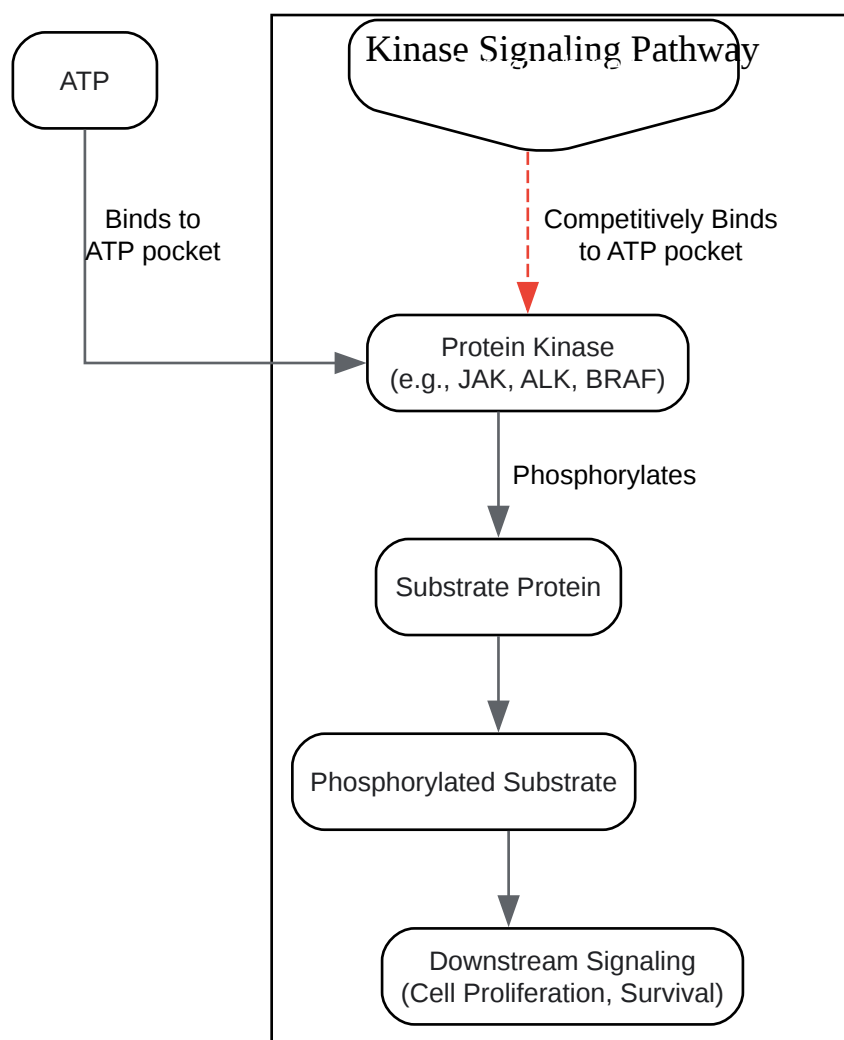 Kinase Signaling Pathway
ATP
Binds to
ATP pocket
Competitively Binds
to ATP pocket
Protein Kinase
(e.g., JAK, ALK, BRAF)
Phosphorylates
Substrate Protein
Phosphorylated Substrate
Downstream Signaling
(Cell Proliferation, Survival)